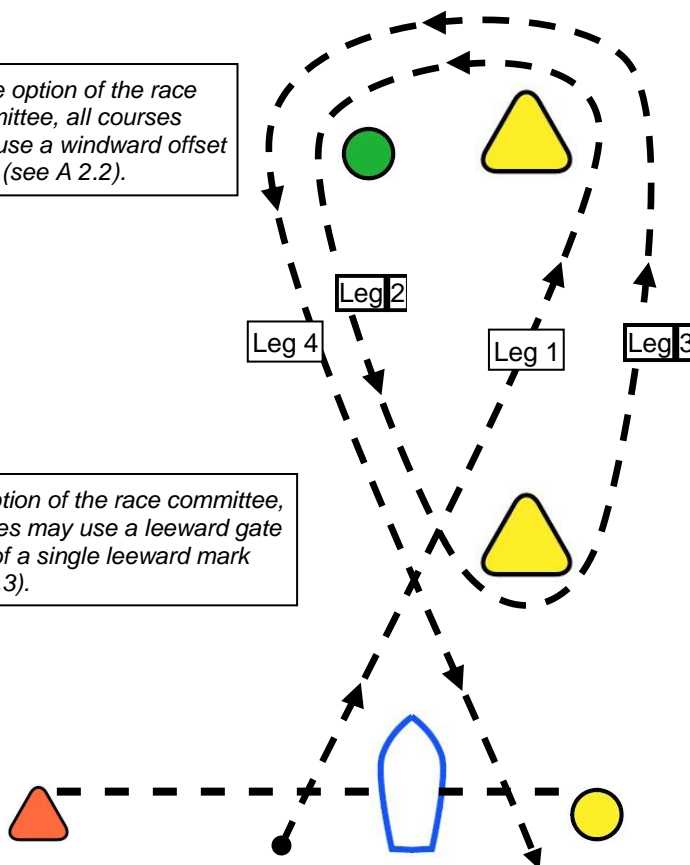 e option of the race
mittee, all courses
use a windward offset
(see A 2.2).
Leg 2
Leg 4
Leg 1
Leg 3
ption of the race committee,
es may use a leeward gate
of a single leeward mark
.3).